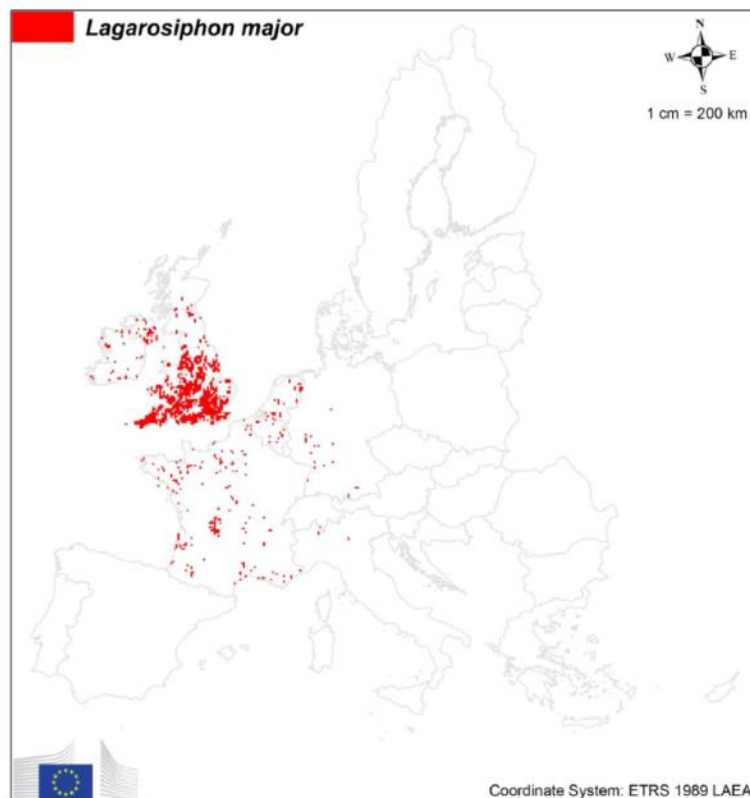 Lagarosiphon major
N
W E
S
1 cm = 200 km
Coordinate System: ETRS 1989 LAEA